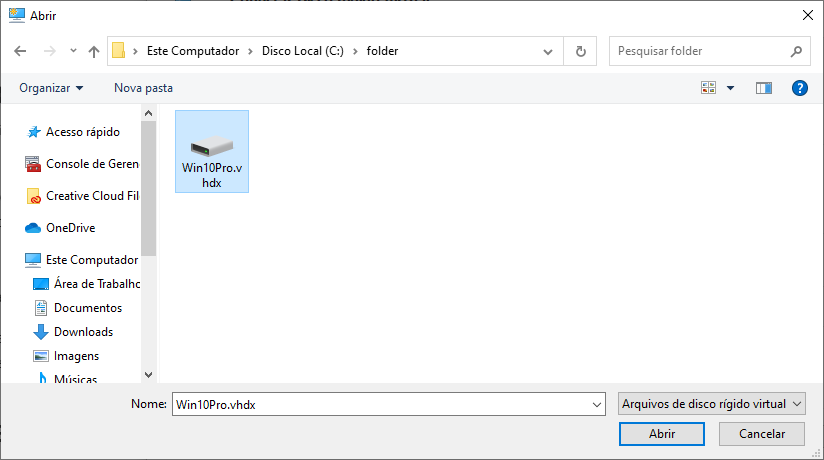 Abrir
Este Computador > Disco Local (C:) > folder
Pesquisar folder
Organizar
Nova pasta
Acesso rápido
Console de Geren
Creative Cloud Fil
OneDrive
Este Computador
Área de Trabalho
Documentos
Downloads
Imagens
Músicas
Win10Pro.v
hdx
Nome:
Win10Pro.vhdx
Arquivos de disco rígido virtual
Abrir
Cancelar